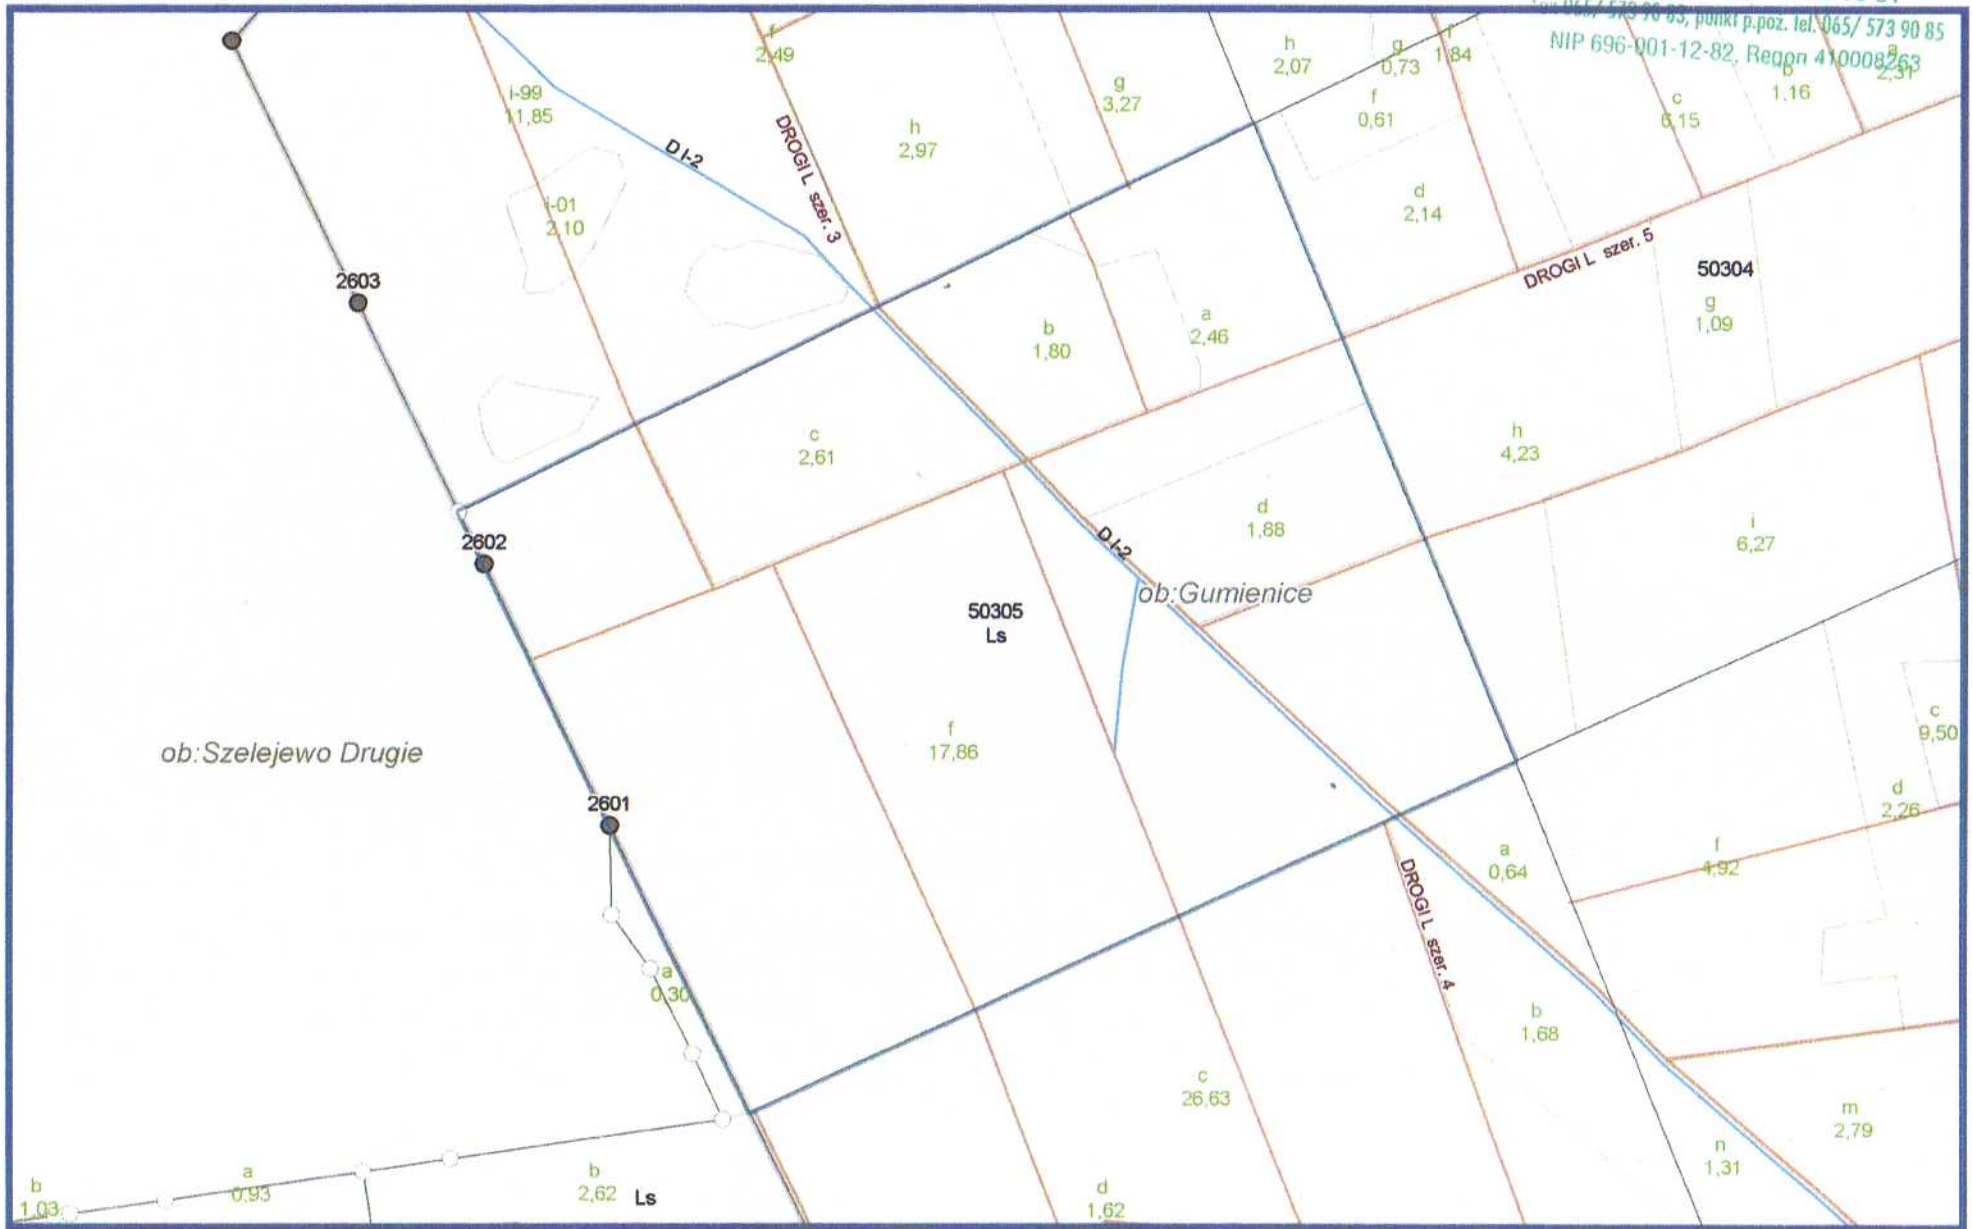 065/ 573 90 83, punkt p.poż. tel. 065/ 573 90 85
NIP 696-001-12-82, Regon 410008263
f
2,49
h
2,07
g
0,73
f
1,84
a
2,31
b
1,16
c
6,15
i-99
11,85
g
3,27
f
0,61
h
2,97
D I-2
DROGI L szer. 3
i-01
2,10
d
2,14
DROGI L szer. 5
50304
g
1,09
2603
b
1,80
a
2,46
c
2,61
h
4,23
d
1,88
i
6,27
2602
D I-2
ob:Gumienice
50305
Ls
f
17,86
c
9,50
ob:Szelejewo Drugie
d
2,26
2601
a
0,64
f
4,92
DROGI L szer. 4
a
0,30
b
1,68
c
26,63
m
2,79
n
1,31
b
1,03
a
0,93
b
2,62
Ls
d
1,62